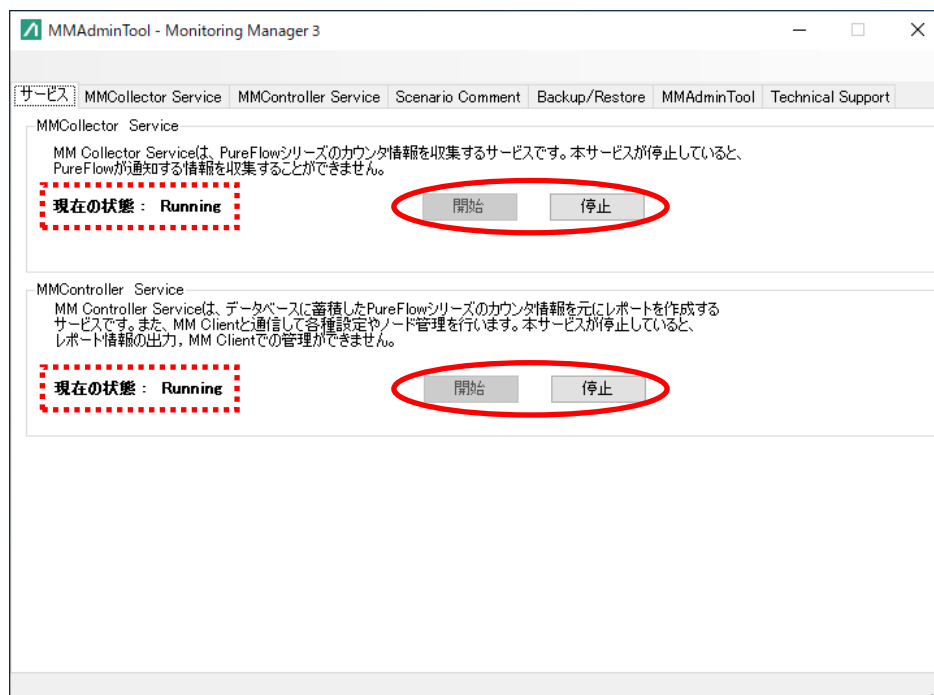 MMAdminTool - Monitoring Manager 3
サービス MMCollector Service MMController Service Scenario Comment Backup/Restore MMAdminTool Technical Support
MMCollector Service
MM Collector Serviceは、PureFlowシリーズのカウンタ情報を収集するサービスです。本サービスが停止していると、
PureFlowが通知する情報を収集することができません。
現在の状態： Running 開始 停止
MMController Service
MM Controller Serviceは、データベースに蓄積したPureFlowシリーズのカウンタ情報を元にレポートを作成する
サービスです。また、MM Clientと通信して各種設定やノード管理を行います。本サービスが停止していると、
レポート情報の出力，MM Clientでの管理ができません。
現在の状態： Running 開始 停止